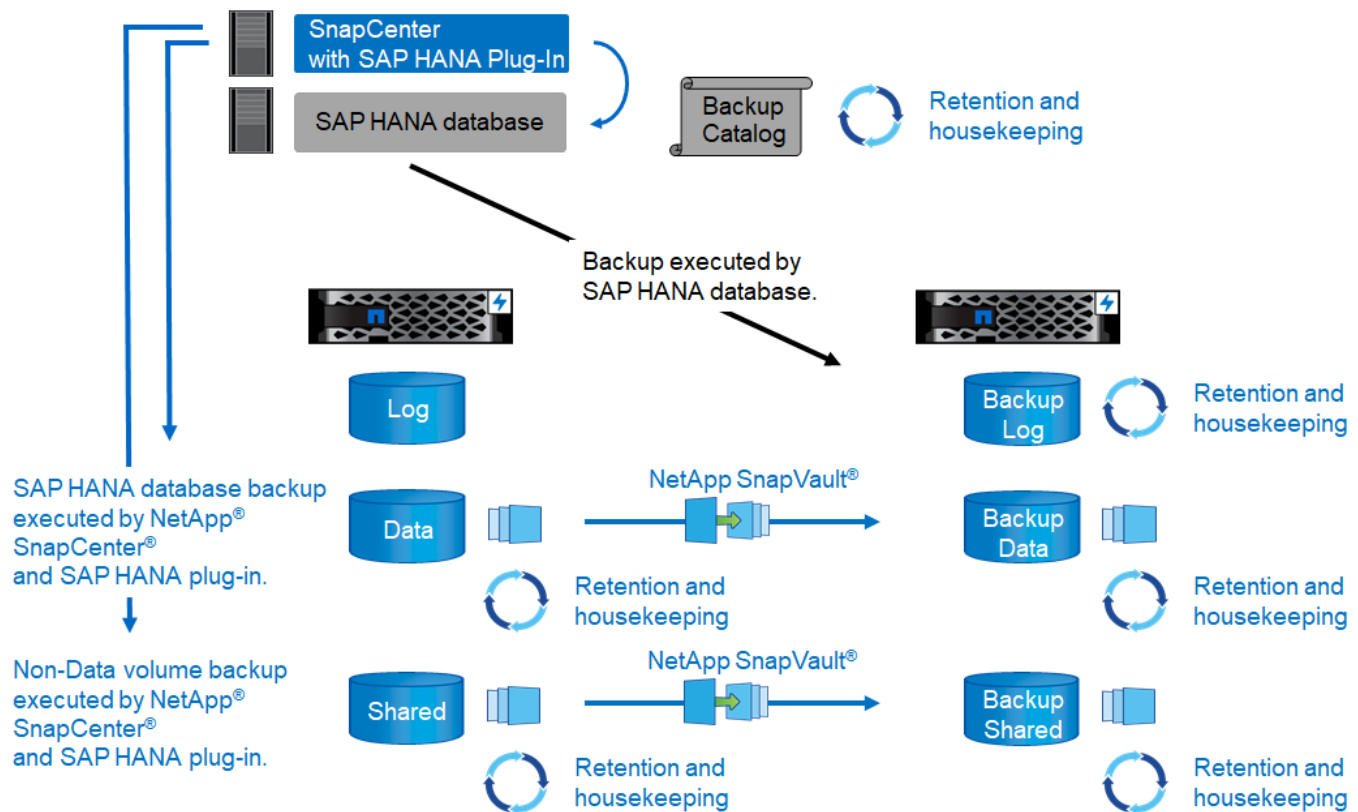 SnapCenter
with SAP HANA Plug-In
SAP HANA database
Backup
Catalog
Retention and
housekeeping
Backup executed by
SAP HANA database.
Log
Backup
Log
Retention and
housekeeping
SAP HANA database backup
executed by NetApp®
SnapCenter®
and SAP HANA plug-in.
Data
NetApp SnapVault®
Backup
Data
Retention and
housekeeping
Retention and
housekeeping
Non-Data volume backup
executed by NetApp®
SnapCenter®
and SAP HANA plug-in.
Shared
NetApp SnapVault®
Backup
Shared
Retention and
housekeeping
Retention and
housekeeping